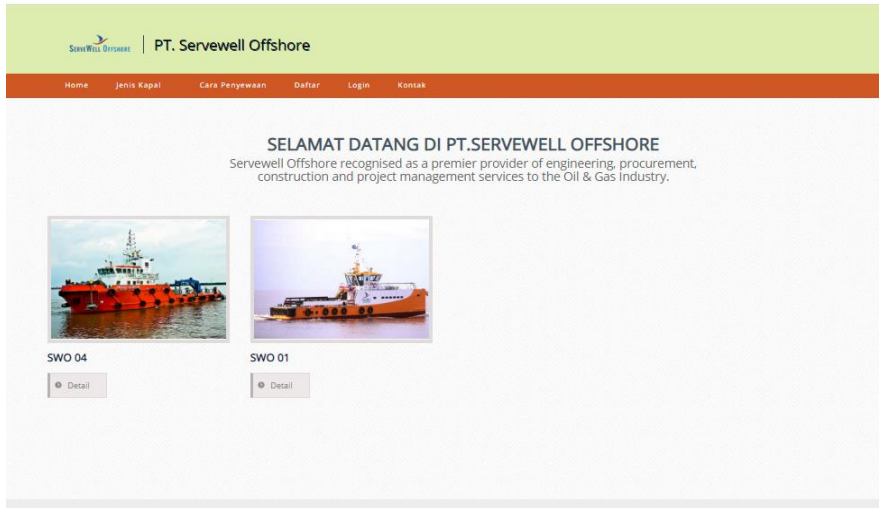 SERVEWELL OFFSHORE
PT. Servewell Offshore
Home Jenis Kapal Cara Penyewaan Daftar Login Kontak
SELAMAT DATANG DI PT.SERVEWELL OFFSHORE
Servewell Offshore recognised as a premier provider of engineering, procurement,
construction and project management services to the Oil & Gas Industry.
SWO 04
SWO 01
Detail
Detail